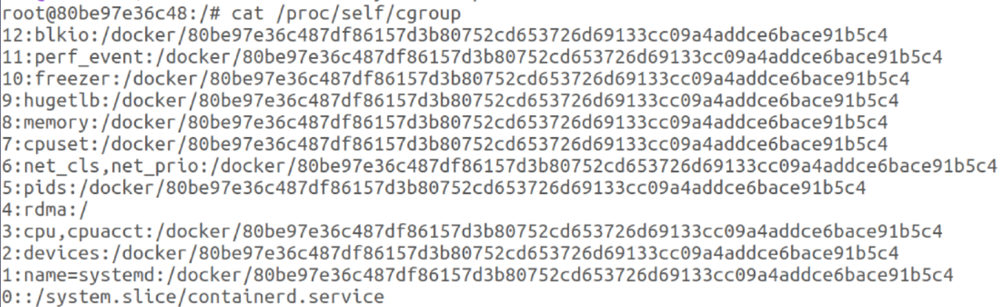 root@80be97e36c48:/# cat /proc/self/cgroup
12:blkio:/docker/80be97e36c487df86157d3b80752cd653726d69133cc09a4addce6bace91b5c4
11:perf_event:/docker/80be97e36c487df86157d3b80752cd653726d69133cc09a4addce6bace91b5c4
10:freezer:/docker/80be97e36c487df86157d3b80752cd653726d69133cc09a4addce6bace91b5c4
9:hugetlb:/docker/80be97e36c487df86157d3b80752cd653726d69133cc09a4addce6bace91b5c4
8:memory:/docker/80be97e36c487df86157d3b80752cd653726d69133cc09a4addce6bace91b5c4
7:cpuset:/docker/80be97e36c487df86157d3b80752cd653726d69133cc09a4addce6bace91b5c4
6:net_cls,net_prio:/docker/80be97e36c487df86157d3b80752cd653726d69133cc09a4addce6bace91b5c4
5:pids:/docker/80be97e36c487df86157d3b80752cd653726d69133cc09a4addce6bace91b5c4
4:rdma:/
3:cpu,cpuacct:/docker/80be97e36c487df86157d3b80752cd653726d69133cc09a4addce6bace91b5c4
2:devices:/docker/80be97e36c487df86157d3b80752cd653726d69133cc09a4addce6bace91b5c4
1:name=systemd:/docker/80be97e36c487df86157d3b80752cd653726d69133cc09a4addce6bace91b5c4
0::/system.slice/containerd.service